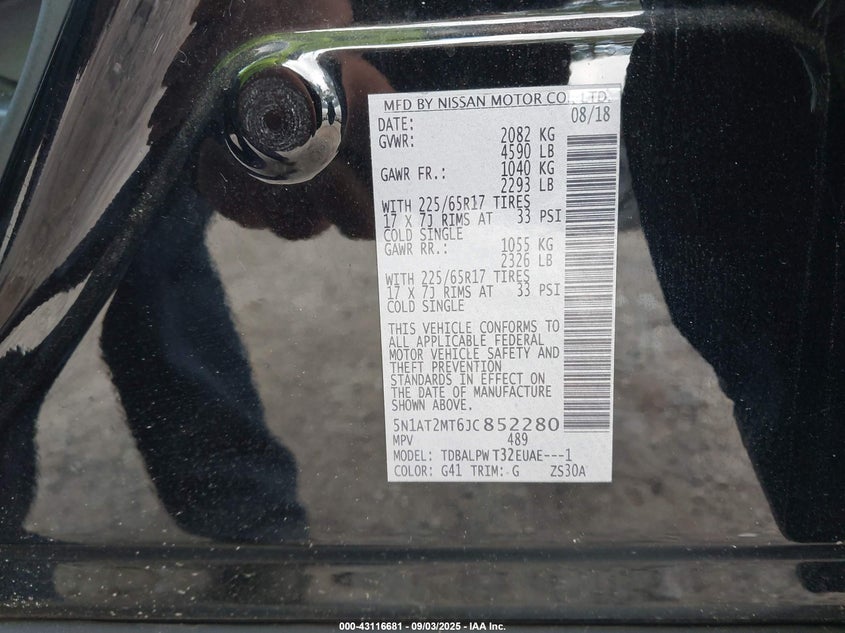 MFD BY NISSAN MOTOR CO., LTD.
DATE: 08/18
GVWR: 2082 KG
4590 LB
GAWR FR.: 1040 KG
2293 LB
WITH 225/65R17 TIRES
17 X 7J RIMS AT 33 PSI
COLD SINGLE
GAWR RR.: 1055 KG
2326 LB
WITH 225/65R17 TIRES
17 X 7J RIMS AT 33 PSI
COLD SINGLE
THIS VEHICLE CONFORMS TO
ALL APPLICABLE FEDERAL
MOTOR VEHICLE SAFETY AND
THEFT PREVENTION
STANDARDS IN EFFECT ON
THE DATE OF MANUFACTURE
SHOWN ABOVE.
5N1AT2MT6JC852280
MPV 489
MODEL: TDBALPW T32EUAE---1
COLOR: G41 TRIM: G ZS30A
000-43116681 - 09/03/2025 - IAA Inc.